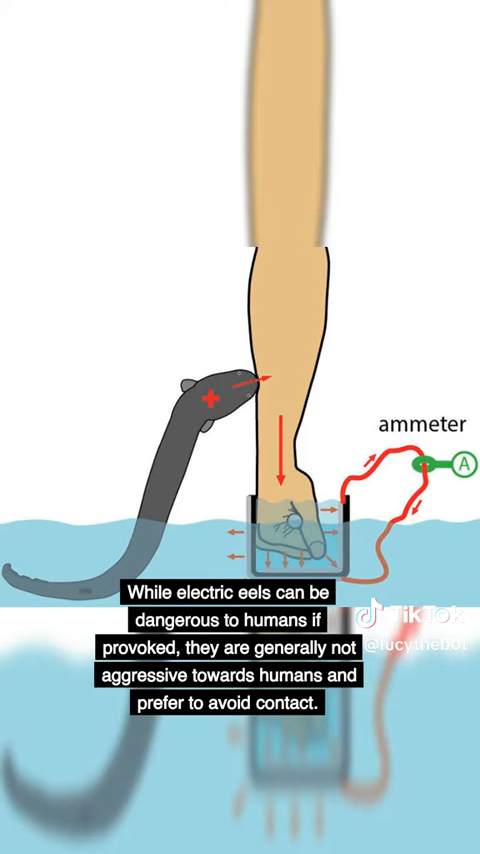 ammeter
A
While electric eels can be
dangerous to humans if
provoked, they are generally not
aggressive towards humans and
prefer to avoid contact.
TikTok
@lucythebot